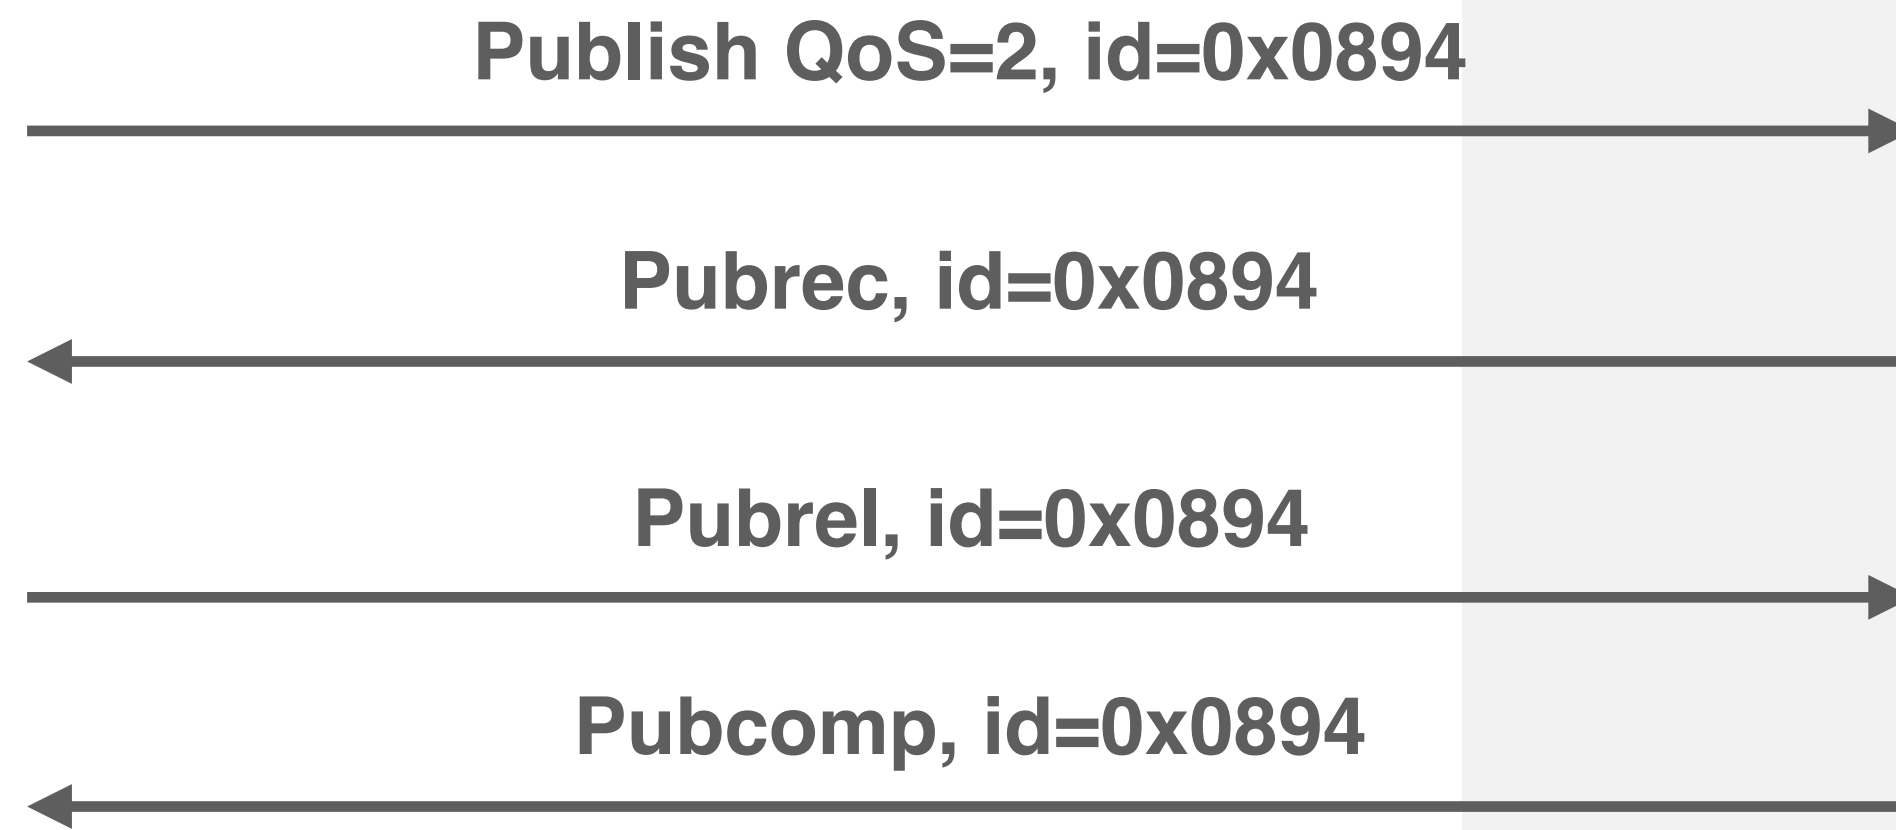 Publish QoS=2, id=0x0894
Pubrec, id=0x0894
Pubrel, id=0x0894
Pubcomp, id=0x0894